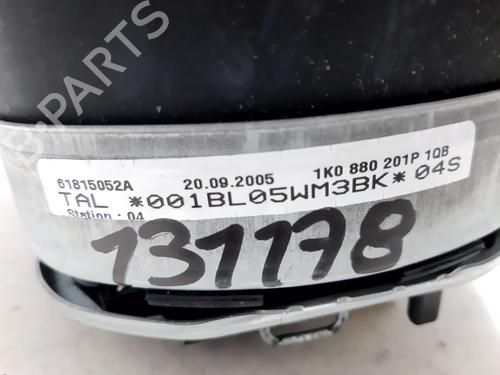 B-PARTS
61815052A 20.09.2005 1K0 880 201P 1QB
TAL *001BL05WM3BK* 04S
Station : 04
131178